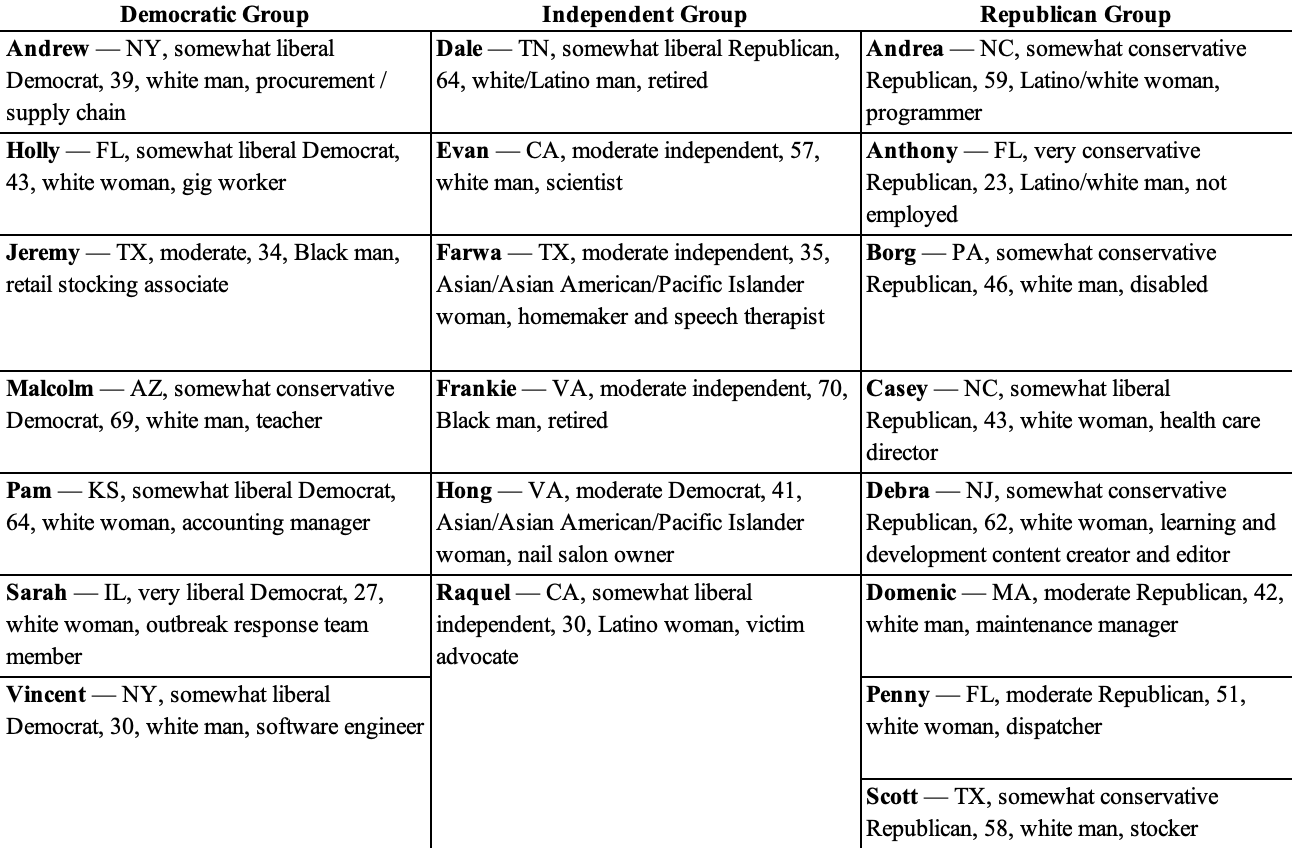 Democratic Group
Independent Group
Republican Group
Andrew — NY, somewhat liberal
Democrat, 39, white man, procurement /
supply chain
Dale — TN, somewhat liberal Republican,
64, white/Latino man, retired
Andrea — NC, somewhat conservative
Republican, 59, Latino/white woman,
programmer
Holly — FL, somewhat liberal Democrat,
43, white woman, gig worker
Evan — CA, moderate independent, 57,
white man, scientist
Anthony — FL, very conservative
Republican, 23, Latino/white man, not
employed
Jeremy — TX, moderate, 34, Black man,
retail stocking associate
Farwa — TX, moderate independent, 35,
Asian/Asian American/Pacific Islander
woman, homemaker and speech therapist
Borg — PA, somewhat conservative
Republican, 46, white man, disabled
Malcolm — AZ, somewhat conservative
Democrat, 69, white man, teacher
Frankie — VA, moderate independent, 70,
Black man, retired
Casey — NC, somewhat liberal
Republican, 43, white woman, health care
director
Pam — KS, somewhat liberal Democrat,
64, white woman, accounting manager
Hong — VA, moderate Democrat, 41,
Asian/Asian American/Pacific Islander
woman, nail salon owner
Debra — NJ, somewhat conservative
Republican, 62, white woman, learning and
development content creator and editor
Sarah — IL, very liberal Democrat, 27,
white woman, outbreak response team
member
Raquel — CA, somewhat liberal
independent, 30, Latino woman, victim
advocate
Domenic — MA, moderate Republican, 42,
white man, maintenance manager
Vincent — NY, somewhat liberal
Democrat, 30, white man, software engineer
Penny — FL, moderate Republican, 51,
white woman, dispatcher
Scott — TX, somewhat conservative
Republican, 58, white man, stocker